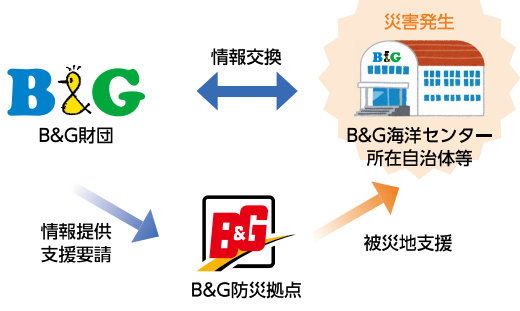 災害発生
情報交換
B&G
B&G
B&G財団
B&G海洋センター
所在自治体等
情報提供
支援要請
B&G
被災地支援
B&G防災拠点